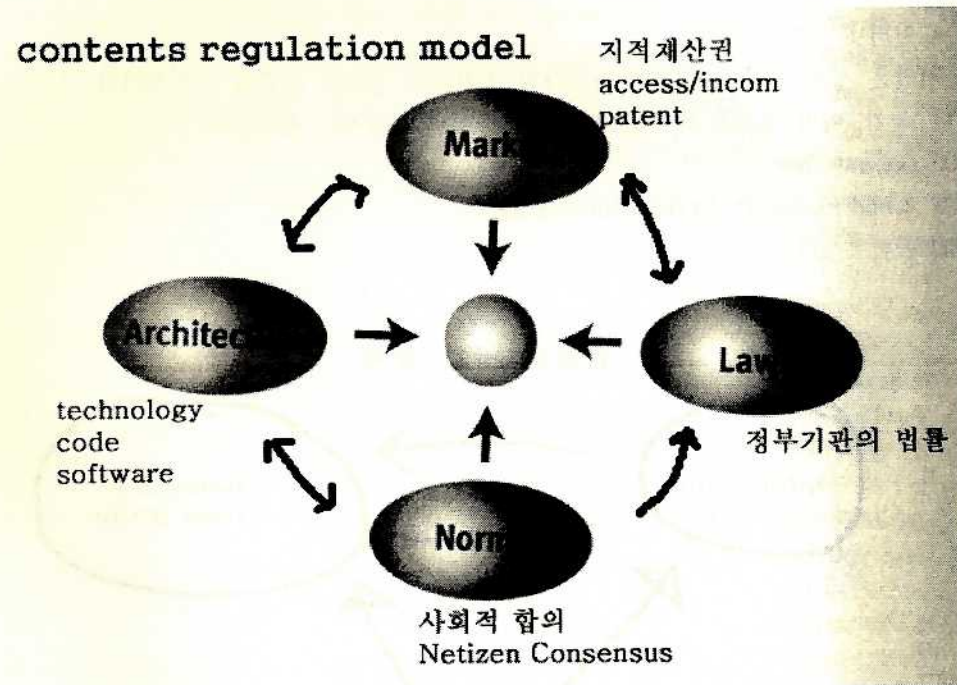 contents regulation model
지적재산권
access/incom
patent
Mark
Architec
Law
technology
code
software
정부기관의 법률
Norm
사회적 합의
Netizen Consensus